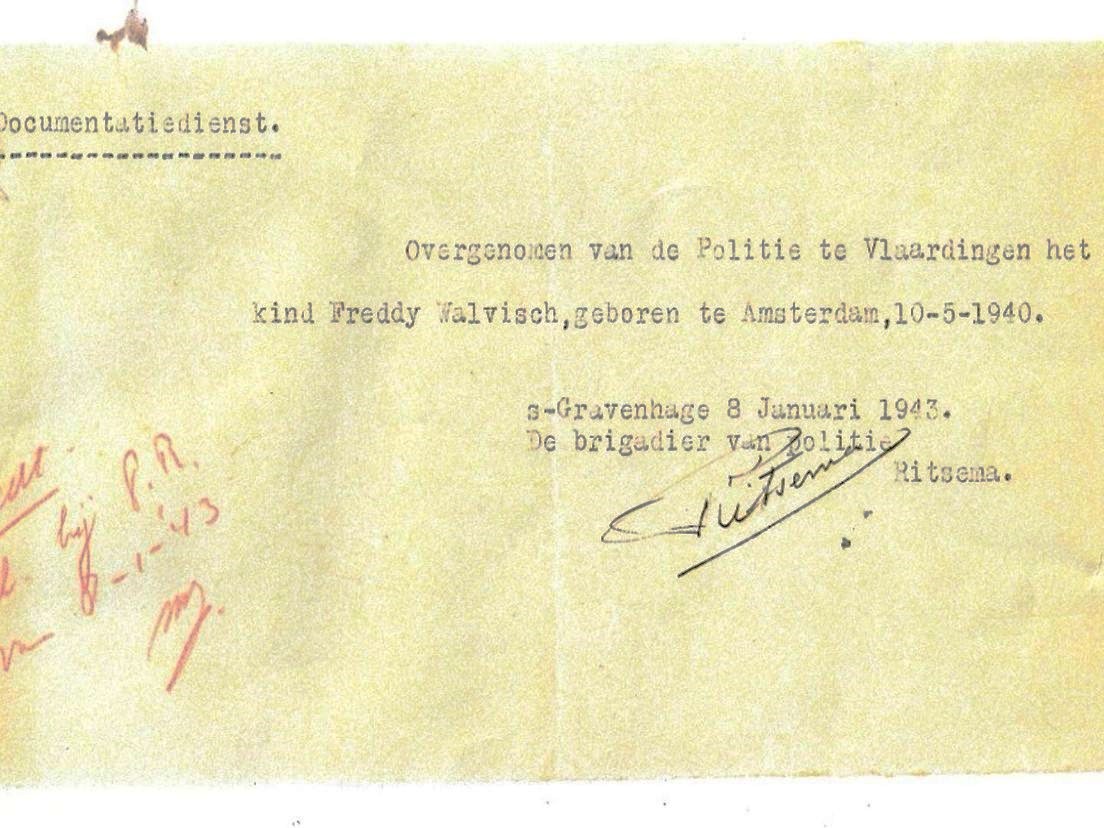 Documentatiedienst.
Overgenomen van de Politie te Vlaardingen het
kind Freddy Walvisch,geboren te Amsterdam,10-5-1940.
s-Gravenhage 8 Januari 1943.
De brigadier van politie
Ritsema.
Ritsema
bij P.R.
8-1-43